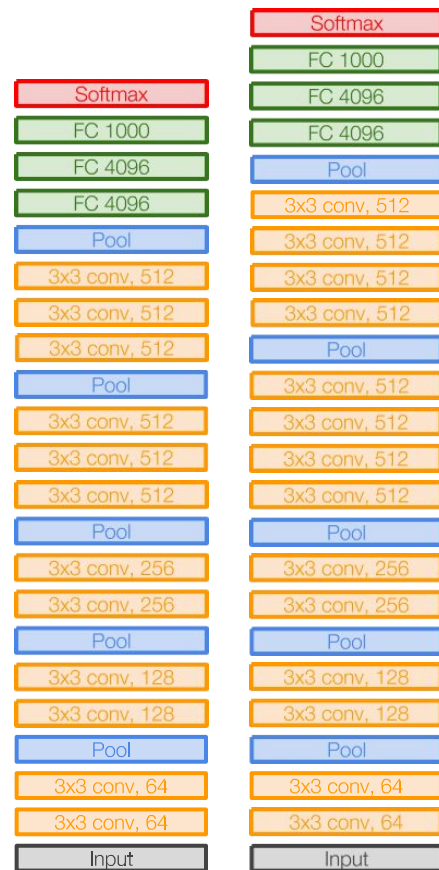 Softmax
FC 1000
FC 4096
FC 4096
Pool
3x3 conv, 512
3x3 conv, 512
3x3 conv, 512
Pool
3x3 conv, 512
3x3 conv, 512
3x3 conv, 512
Pool
3x3 conv, 256
3x3 conv, 256
Pool
3x3 conv, 128
3x3 conv, 128
Pool
3x3 conv, 64
3x3 conv, 64
Input
Softmax
FC 1000
FC 4096
FC 4096
Pool
3x3 conv, 512
3x3 conv, 512
3x3 conv, 512
3x3 conv, 512
Pool
3x3 conv, 512
3x3 conv, 512
3x3 conv, 512
3x3 conv, 512
Pool
3x3 conv, 256
3x3 conv, 256
Pool
3x3 conv, 128
3x3 conv, 128
Pool
3x3 conv, 64
3x3 conv, 64
Input